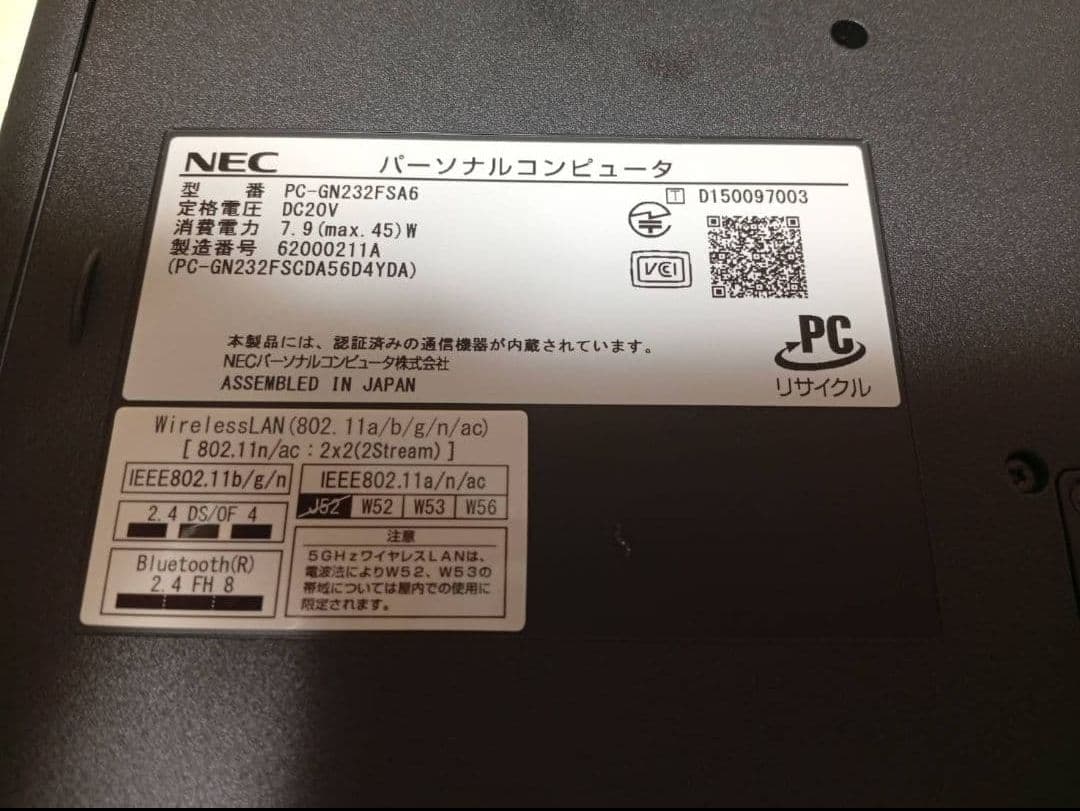 NEC パーソナルコンピュータ
型 番 PC-GN232FSA6
定格電圧 DC20V
消費電力 7.9(max.45)W
製造番号 62000211A
(PC-GN232FSCDA56D4YDA)
T D150097003
VCI
本製品には、認証済みの通信機器が内蔵されています。
NECパーソナルコンピュータ株式会社
ASSEMBLED IN JAPAN
PC
リサイクル
WirelessLAN(802.11a/b/g/n/ac)
[ 802.11n/ac : 2x2(2Stream) ]
IEEE802.11b/g/n
2.4 DS/OF 4
Bluetooth(R)
2.4 FH 8
IEEE802.11a/n/ac
J52 W52 W53 W56
注意
5GHzワイヤレスLANは、
電波法によりW52、W53の
帯域については屋内での使用に
限定されます。